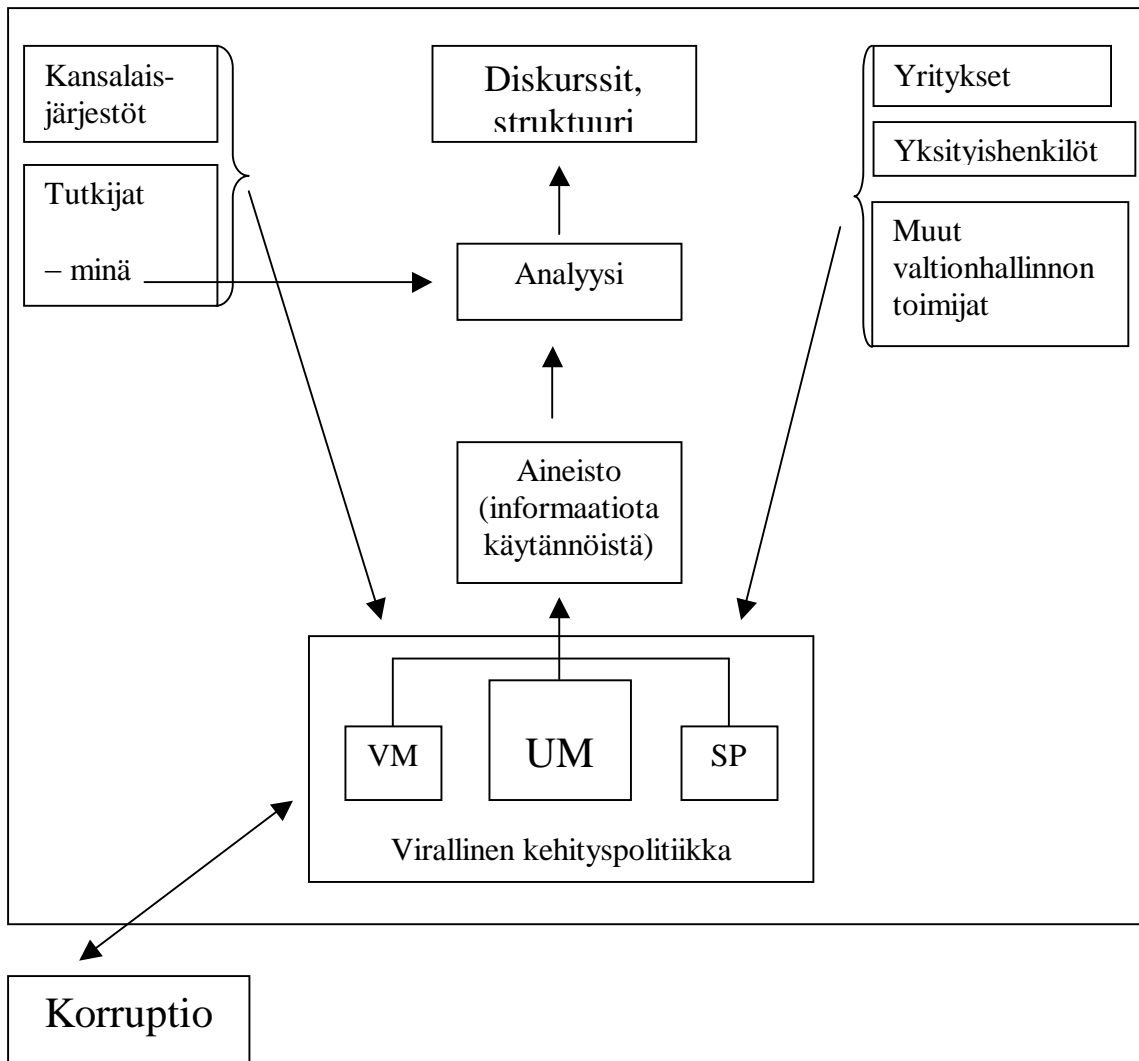 Kansalais-
järjestöt
Tutkijat
– minä
Diskurssit,
struktuuri
Analyysi
Aineisto
(informaatiota
käytännöistä)
Yritykset
Yksityishenkilöt
Muut
valtionhallinnon
toimijat
VM
UM
SP
Virallinen kehityspolitiikka
Korruptio